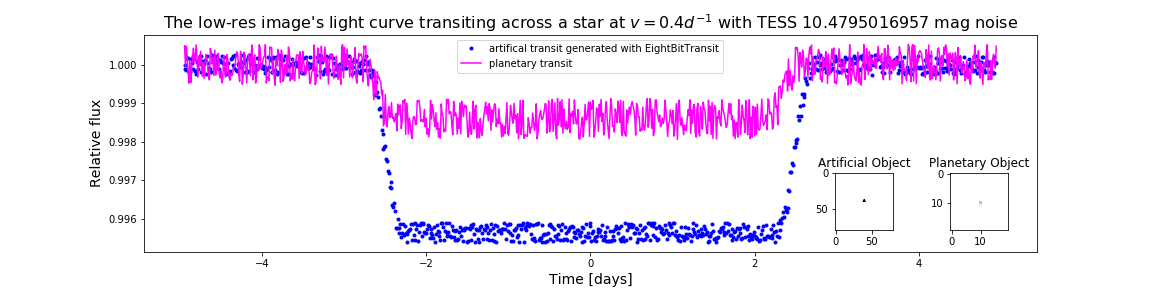 The low-res image's light curve transiting across a star at v = 0.4d⁻¹ with TESS 10.4795016957 mag noise
artifical transit generated with EightBitTransit
planetary transit
Relative flux
1.000
0.999
0.998
0.997
0.996
Artificial Object
0
50
0 50
Planetary Object
0
10
0 10
−4 −2 0 2 4
Time [days]